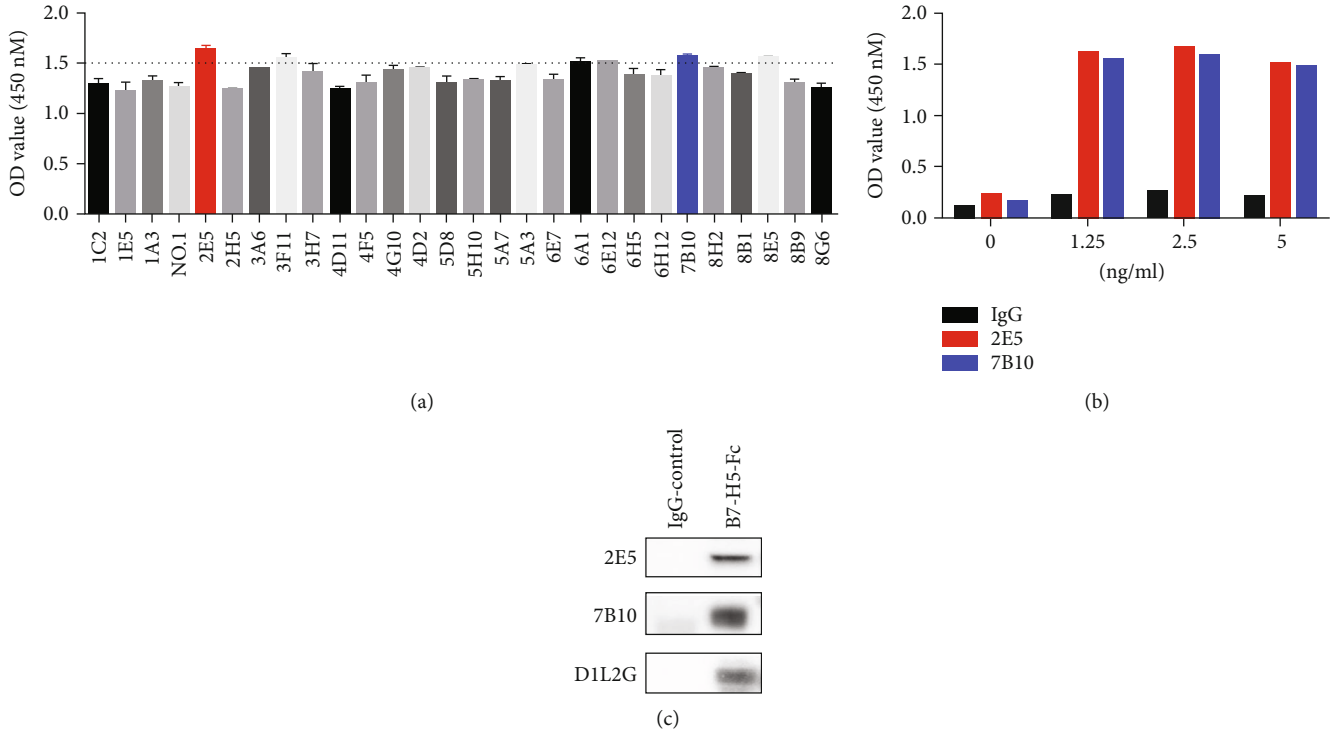 OD value (450 nM)
2.0
1.5
1.0
0.5
0.0
1C2
1E5
1A3
NO.1
2E5
2H5
3A6
3F11
3H7
4D11
4F5
4G10
4D2
5D8
5H10
5A7
5A3
6E7
6A1
6E12
6H5
6H12
7B10
8H2
8B1
8E5
8B9
8G6
(a)
OD value (450 nM)
2.0
1.5
1.0
0.5
0.0
0 1.25 2.5 5
(ng/ml)
IgG
2E5
7B10
(b)
IgG-control
B7-H5-Fc
2E5
7B10
D1L2G
(c)